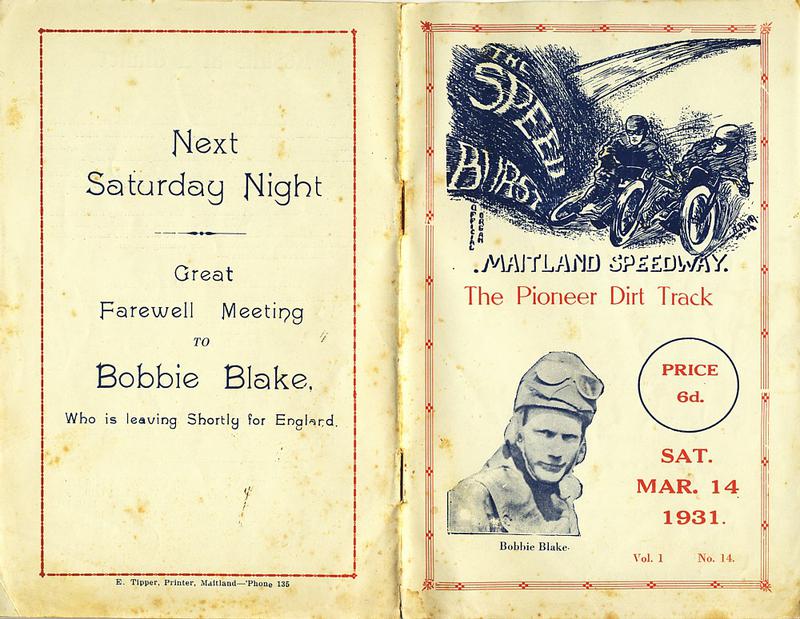 Next
Saturday Night
Great
Farewell Meeting
TO
Bobbie Blake,
Who is leaving Shortly for England.
E. Tipper, Printer, Maitland—'Phone 135
THE
SPEED
BURST
OFFICIAL
ORGAN
.MAITLAND SPEEDWAY.
The Pioneer Dirt Track
PRICE
6d.
SAT.
MAR. 14
1931.
Bobbie Blake.
Vol. 1 No. 14.